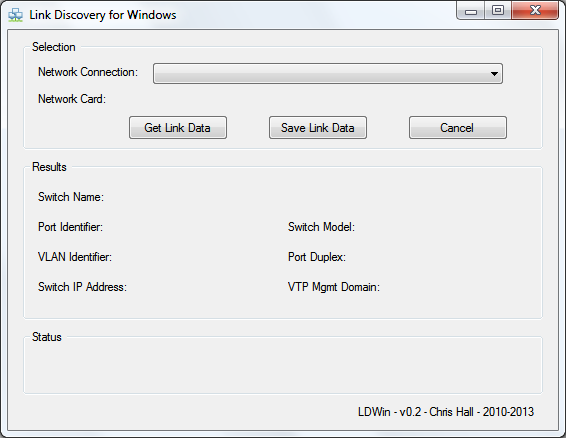 Link Discovery for Windows
Selection
Network Connection:
Network Card:
Get Link Data Save Link Data Cancel
Results
Switch Name:
Port Identifier: Switch Model:
VLAN Identifier: Port Duplex:
Switch IP Address: VTP Mgmt Domain:
Status
LDWin - v0.2 - Chris Hall - 2010-2013